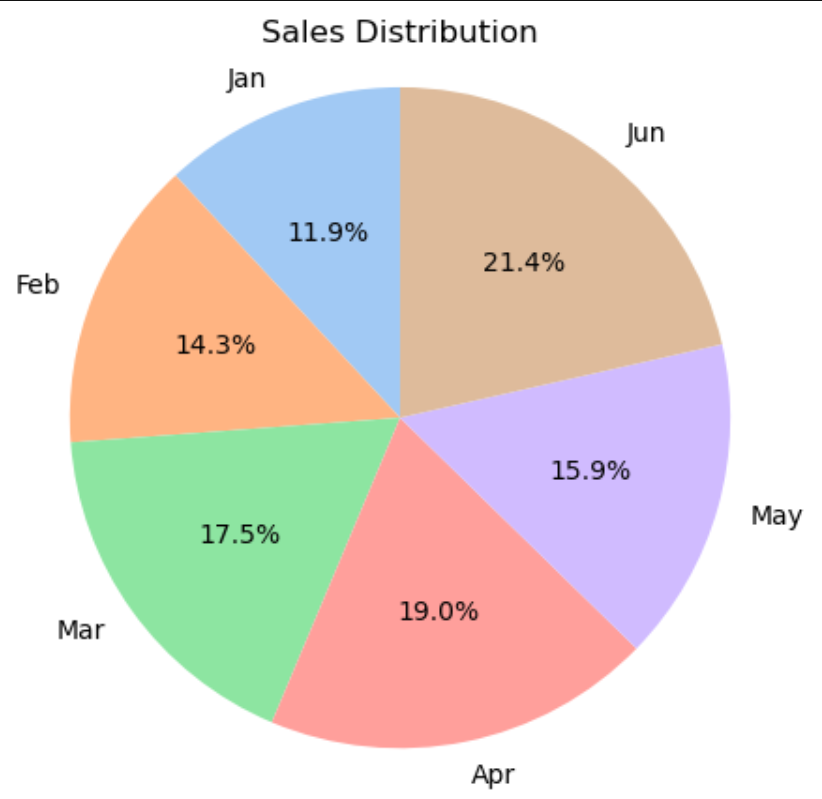 Sales Distribution
Jan
Jun
11.9%
21.4%
Feb
14.3%
15.9%
May
17.5%
19.0%
Mar
Apr